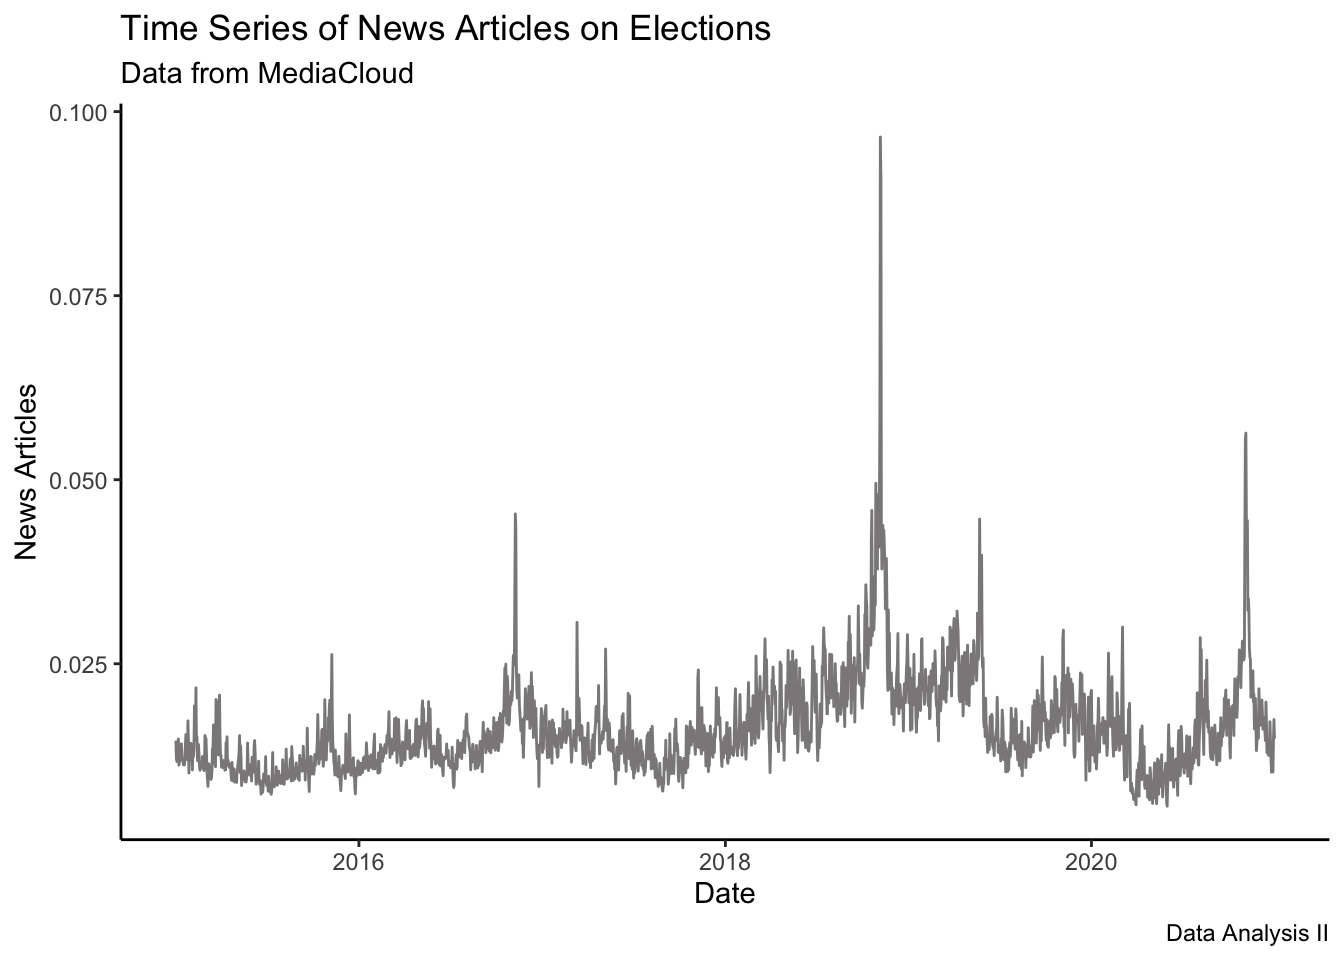 Time Series of News Articles on Elections
Data from MediaCloud
0.100
0.075
0.050
0.025
News Articles
2016 2018 2020
Date
Data Analysis II